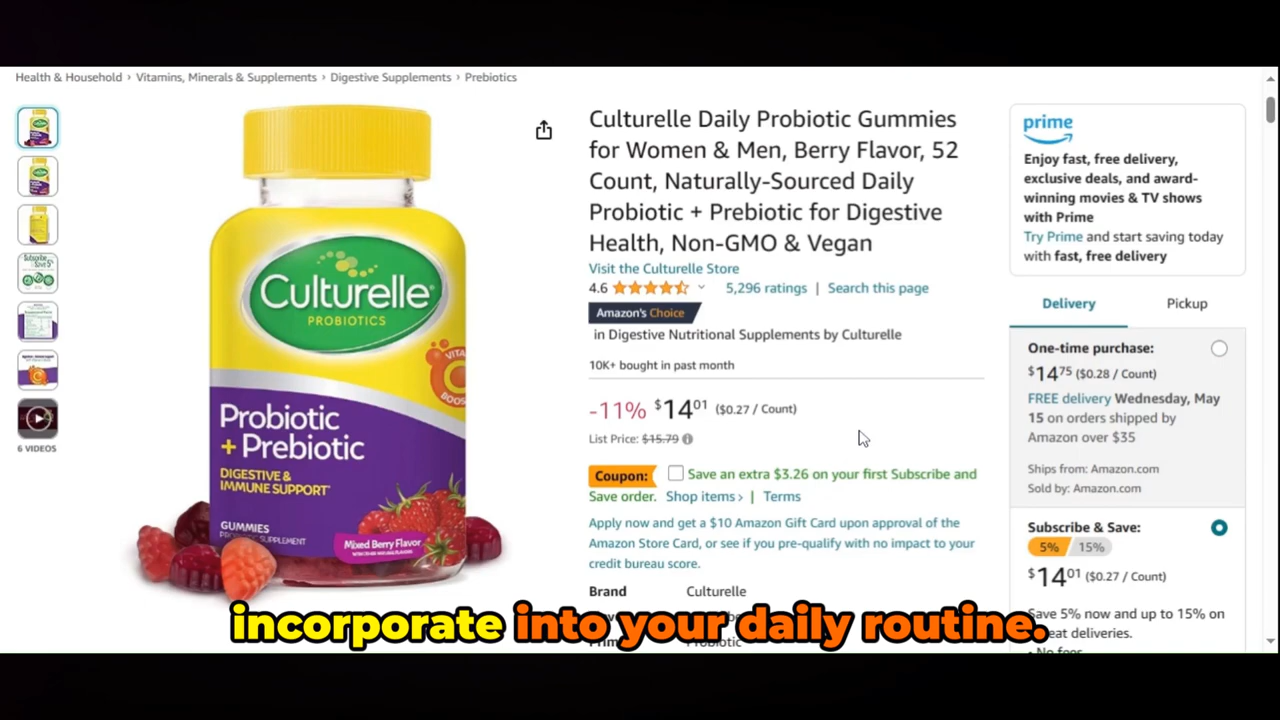 Health & Household › Vitamins, Minerals & Supplements › Digestive Supplements › Prebiotics
6 VIDEOS
Culturelle®
PROBIOTICS
VITA
C
BOOS
Probiotic
+ Prebiotic
DIGESTIVE &
IMMUNE SUPPORT
GUMMIES
Mixed Berry Flavor
Culturelle Daily Probiotic Gummies
for Women & Men, Berry Flavor, 52
Count, Naturally-Sourced Daily
Probiotic + Prebiotic for Digestive
Health, Non-GMO & Vegan
Visit the Culturelle Store
4.6 5,296 ratings | Search this page
Amazon's Choice
in Digestive Nutritional Supplements by Culturelle
10K+ bought in past month
-11% $14 01 ($0.27 / Count)
List Price: $15.79
Coupon: Save an extra $3.26 on your first Subscribe and
Save order. Shop items › | Terms
Apply now and get a $10 Amazon Gift Card upon approval of the
Amazon Store Card, or see if you pre-qualify with no impact to your
credit bureau score.
Brand Culturelle
Probiotic
prime
Enjoy fast, free delivery,
exclusive deals, and award-
winning movies & TV shows
with Prime
Try Prime and start saving today
with fast, free delivery
Delivery Pickup
One-time purchase:
$14 75 ($0.28 / Count)
FREE delivery Wednesday, May
15 on orders shipped by
Amazon over $35
Ships from: Amazon.com
Sold by: Amazon.com
Subscribe & Save:
5% 15%
$14 01 ($0.27 / Count)
Save 5% now and up to 15% on
eat deliveries.
• No fees
incorporate into your daily routine.